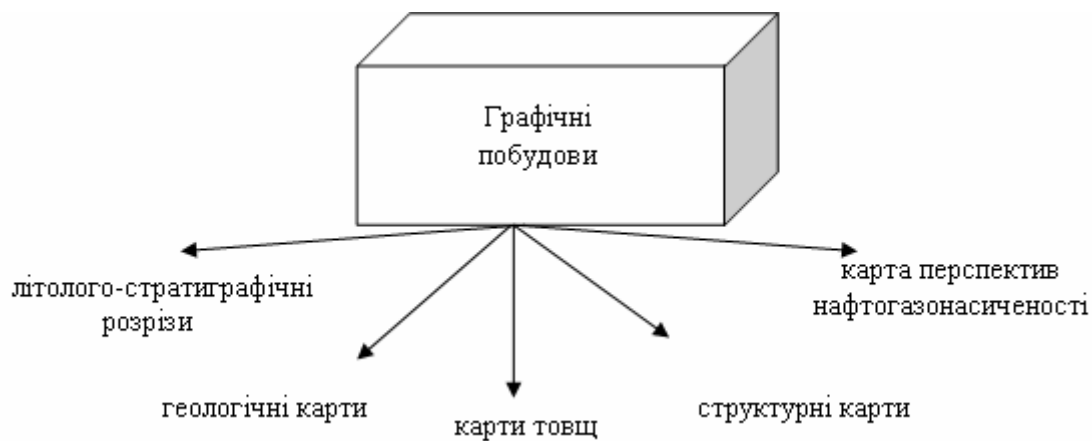 Графічні
побудови
літолого-стратиграфічні
розрізи
геологічні карти
карти товщ
структурні карти
карта перспектив
нафтогазонасиченості